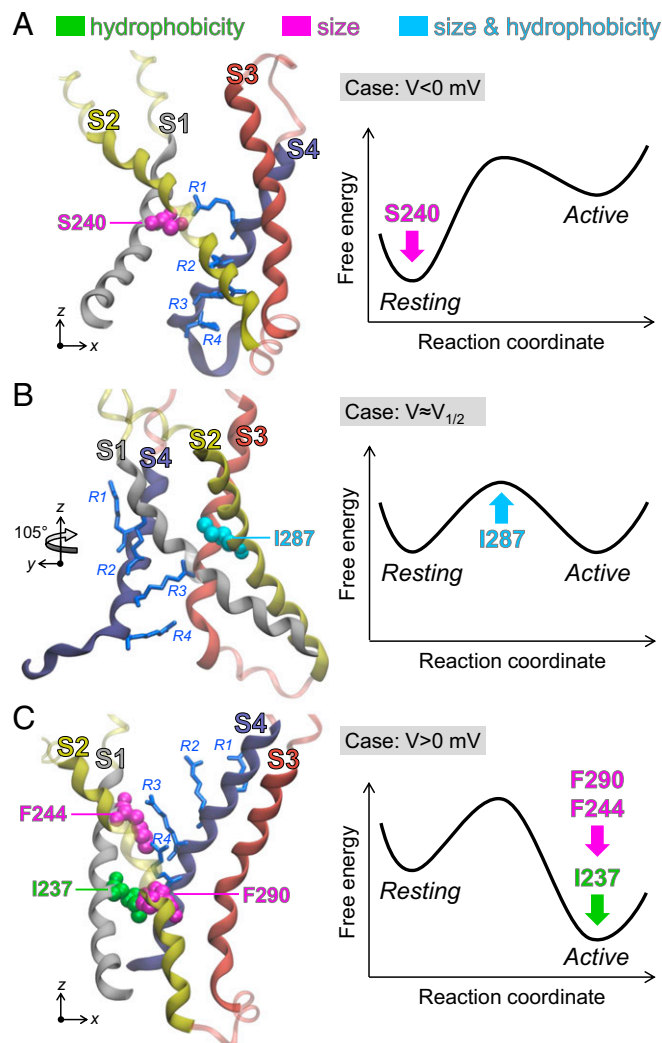 A
hydrophobicity
size
size & hydrophobicity
S3
S2
S1
S4
R1
S240
R2
R3
R4
z
x
Case: V<0 mV
Free energy
S240
Resting
Active
Reaction coordinate
B
S1
S4
S2
S3
R1
z
105°
y
I287
R2
R3
R4
Case: V≈V1/2
Free energy
I287
Resting
Active
Reaction coordinate
C
S4
S2
S1
S3
R2
R1
R3
F244
R4
I237
F290
z
x
Case: V>0 mV
Free energy
F290
F244
Resting
I237
Active
Reaction coordinate